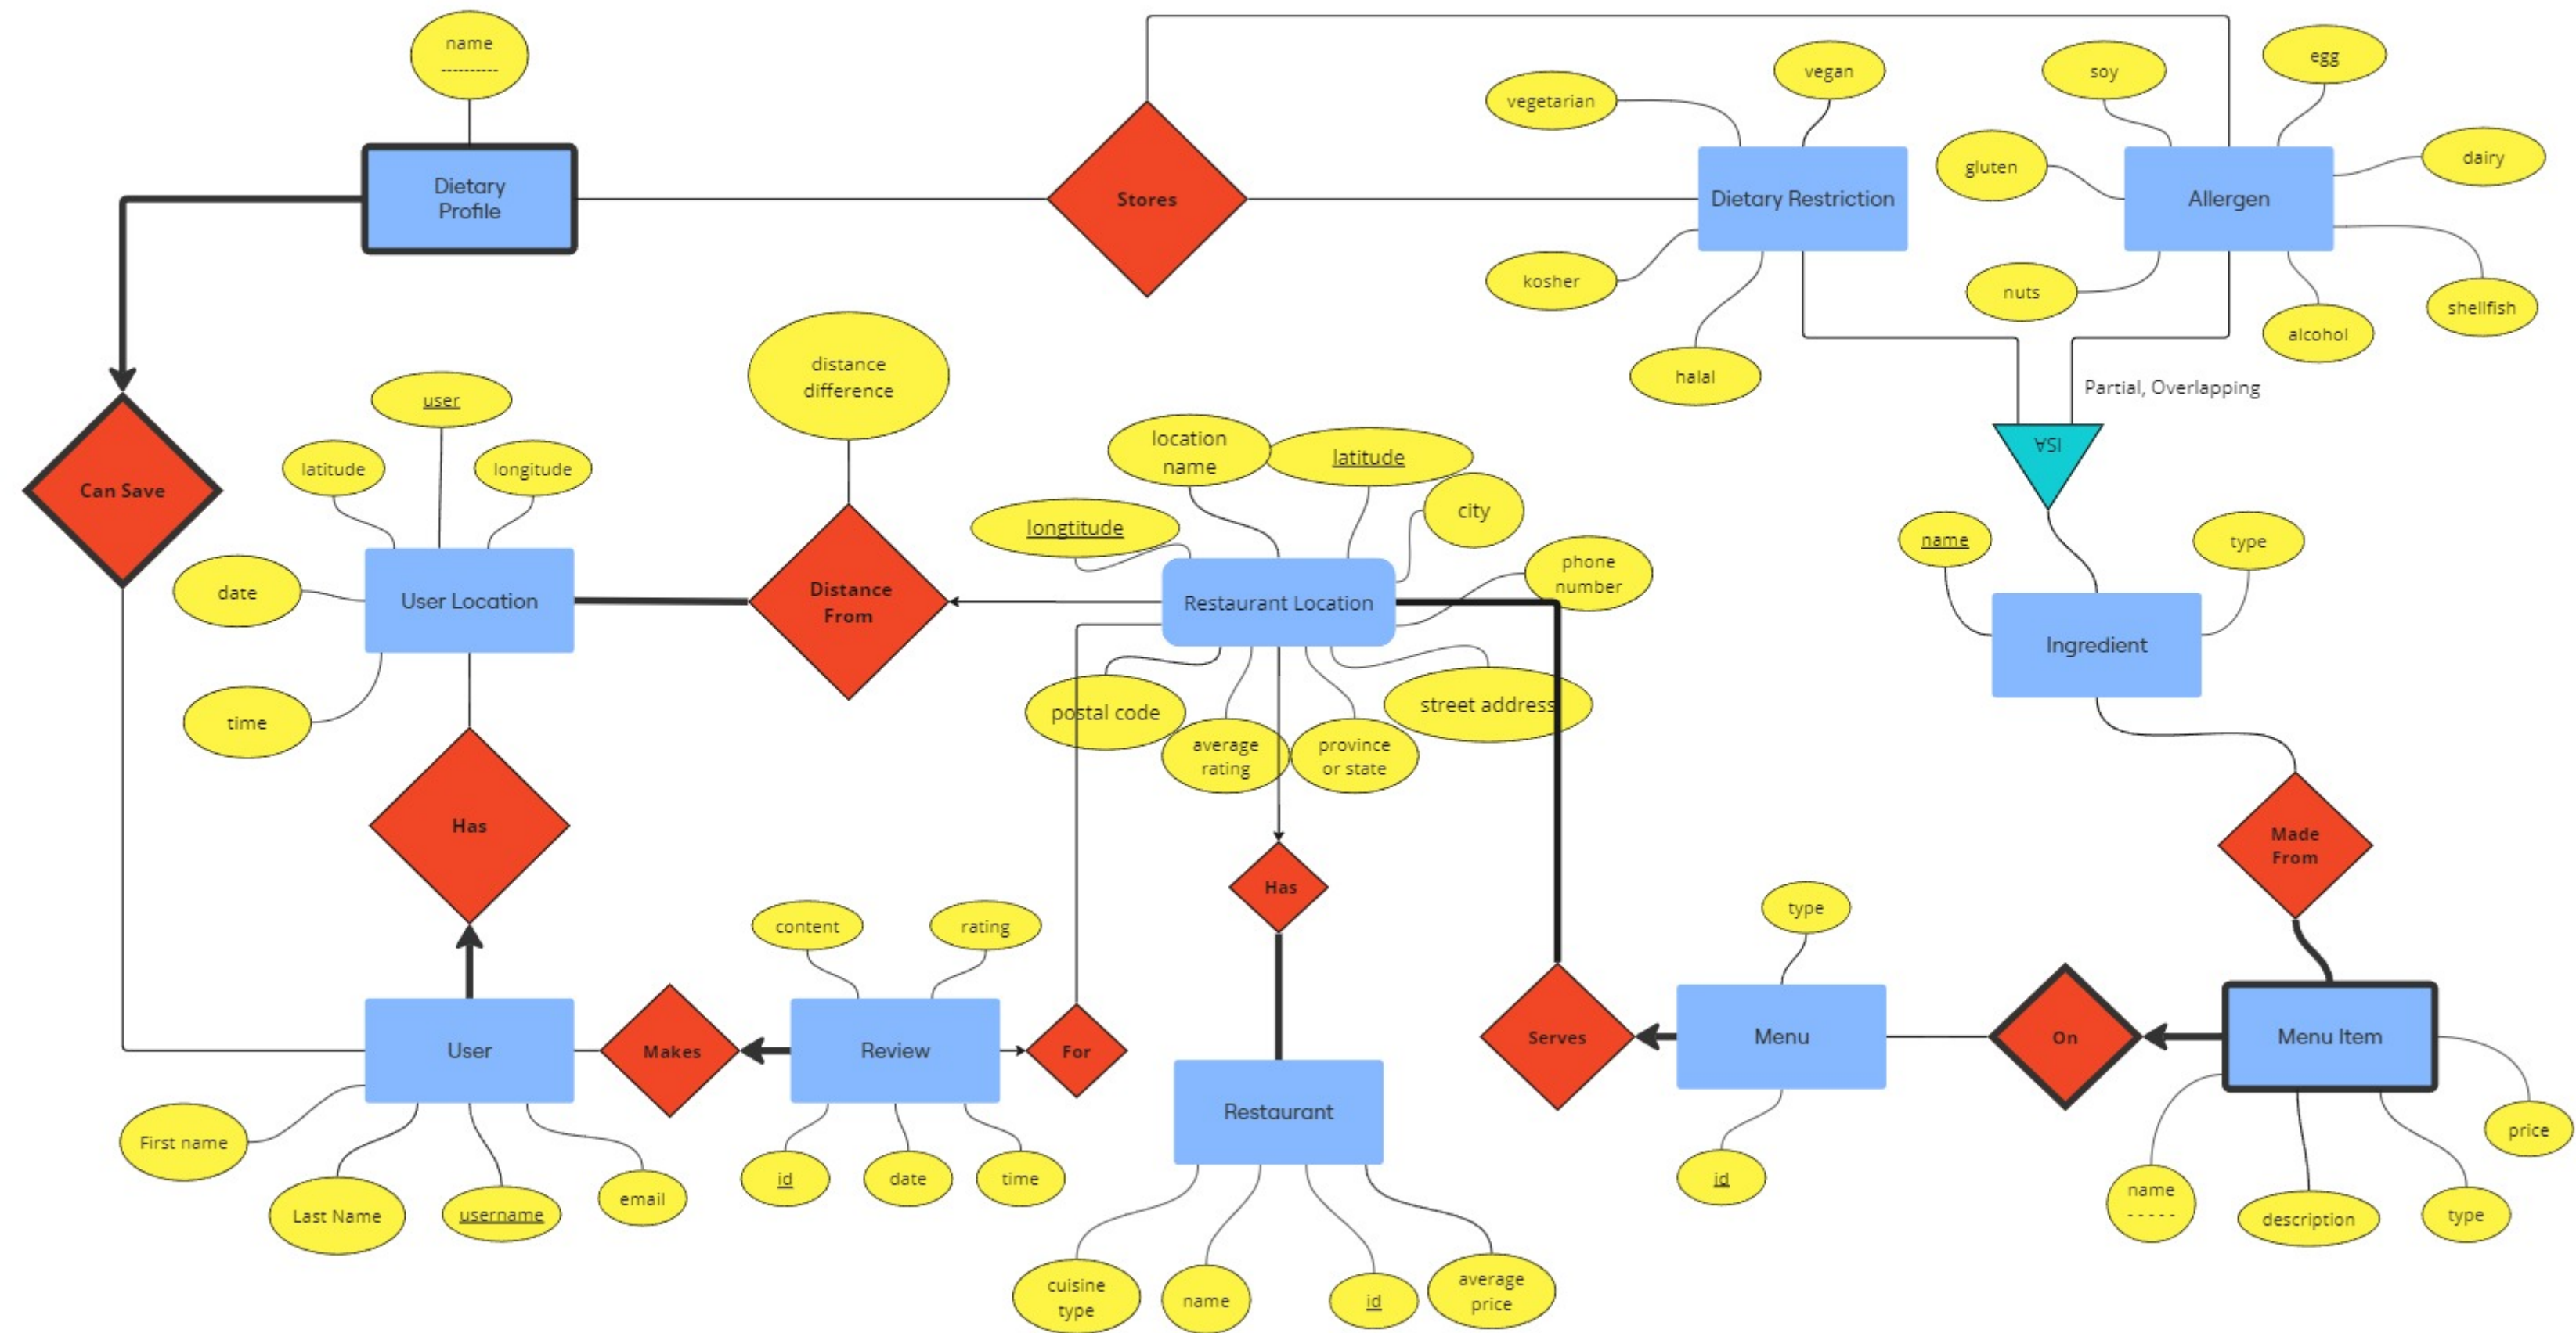 name
----------
Dietary
Profile
Stores
vegetarian
vegan
Dietary Restriction
kosher
halal
soy
egg
gluten
dairy
Allergen
nuts
alcohol
shellfish
Partial, Overlapping
ISA
Can Save
user
latitude
longitude
date
User Location
time
distance
difference
Distance
From
location
name
latitude
longtitude
city
phone
number
Restaurant Location
postal code
average
rating
province
or state
street address
name
type
Ingredient
Made
From
Has
Has
content
rating
type
User
Makes
Review
For
Serves
Menu
On
Menu Item
Restaurant
First name
Last Name
username
email
id
date
time
id
name
- - - - -
description
type
price
cuisine
type
name
id
average
price